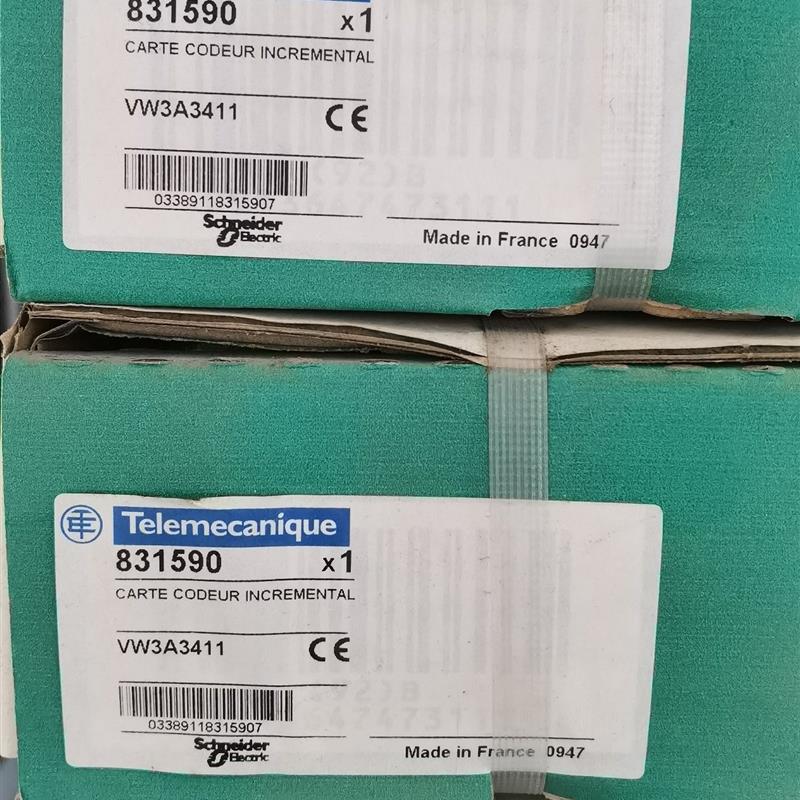 831590 x1
CARTE CODEUR INCREMENTAL
VW3A3411 CE
03389118315907
Schneider
Electric
Made in France 0947
Telemecanique
831590 x1
CARTE CODEUR INCREMENTAL
VW3A3411 CE
03389118315907
Schneider
Electric
Made in France 0947